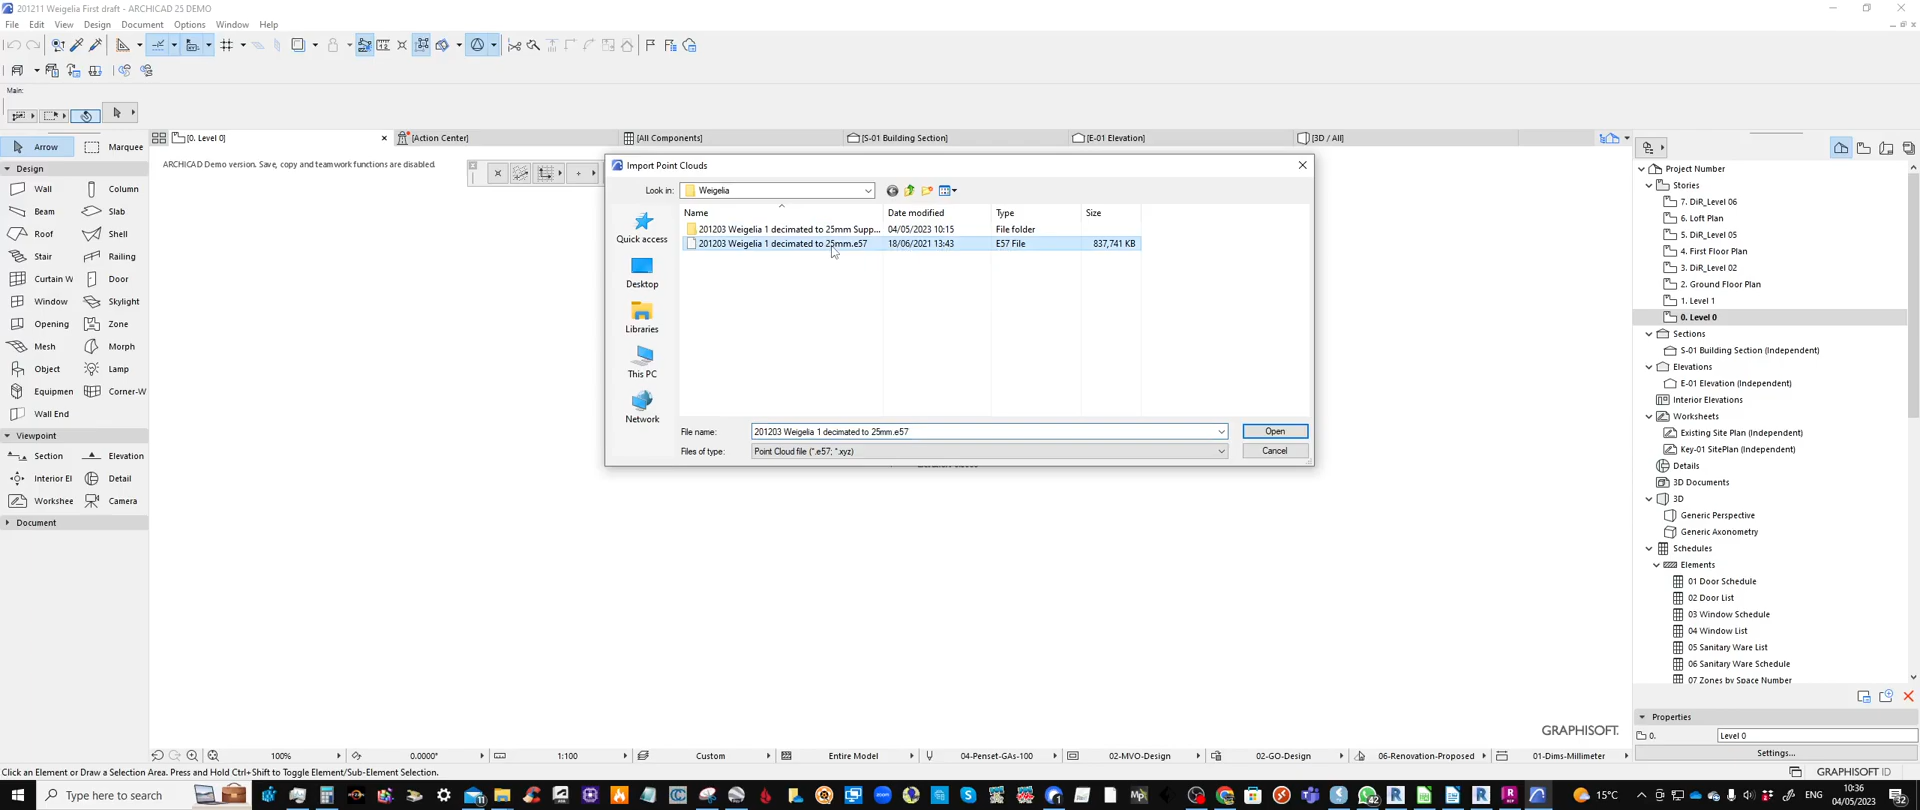 201211 Weigelia First draft - ARCHICAD 25 DEMO
File Edit View Design Document Options Window Help
Main:
[0. Level 0]
[Action Center]
[All Components]
[S-01 Building Section]
[E-01 Elevation]
[3D / All]
Arrow Marquee
Design
Wall Column
Beam Slab
Roof Shell
Stair Railing
Curtain W Door
Window Skylight
Opening Zone
Mesh Morph
Object Lamp
Equipmen Corner-W
Wall End
Viewpoint
Section Elevation
Interior El Detail
Workshee Camera
Document
ARCHICAD Demo version. Save, copy and teamwork functions are disabled.
Import Point Clouds
Look in: Weigelia
Quick access
Desktop
Libraries
This PC
Network
Name Date modified Type Size
201203 Weigelia 1 decimated to 25mm Supp... 04/05/2023 10:15 File folder
201203 Weigelia 1 decimated to 25mm.e57 18/06/2021 13:43 E57 File 837,741 KB
File name: 201203 Weigelia 1 decimated to 25mm.e57 Open
Files of type: Point Cloud file (*.e57; *.xyz) Cancel
Project Number
Stories
7. DiR_Level 06
6. Loft Plan
5. DiR_Level 05
4. First Floor Plan
3. DiR_Level 02
2. Ground Floor Plan
1. Level 1
0. Level 0
Sections
S-01 Building Section (Independent)
Elevations
E-01 Elevation (Independent)
Interior Elevations
Worksheets
Existing Site Plan (Independent)
Key-01 SitePlan (Independent)
Details
3D Documents
3D
Generic Perspective
Generic Axonometry
Schedules
Elements
01 Door Schedule
02 Door List
03 Window Schedule
04 Window List
05 Sanitary Ware List
06 Sanitary Ware Schedule
07 Zones by Space Number
Properties
0. Level 0
Settings...
GRAPHISOFT.
100% 0.0000° 1:100 Custom Entire Model 04-Penset-GAs-100 02-MVO-Design 02-GO-Design 06-Renovation-Proposed 01-Dims-Millimeter
Click an Element or Draw a Selection Area. Press and Hold Ctrl+Shift to Toggle Element/Sub-Element Selection.
GRAPHISOFT ID
Type here to search
15°C
ENG
10:36
04/05/2023